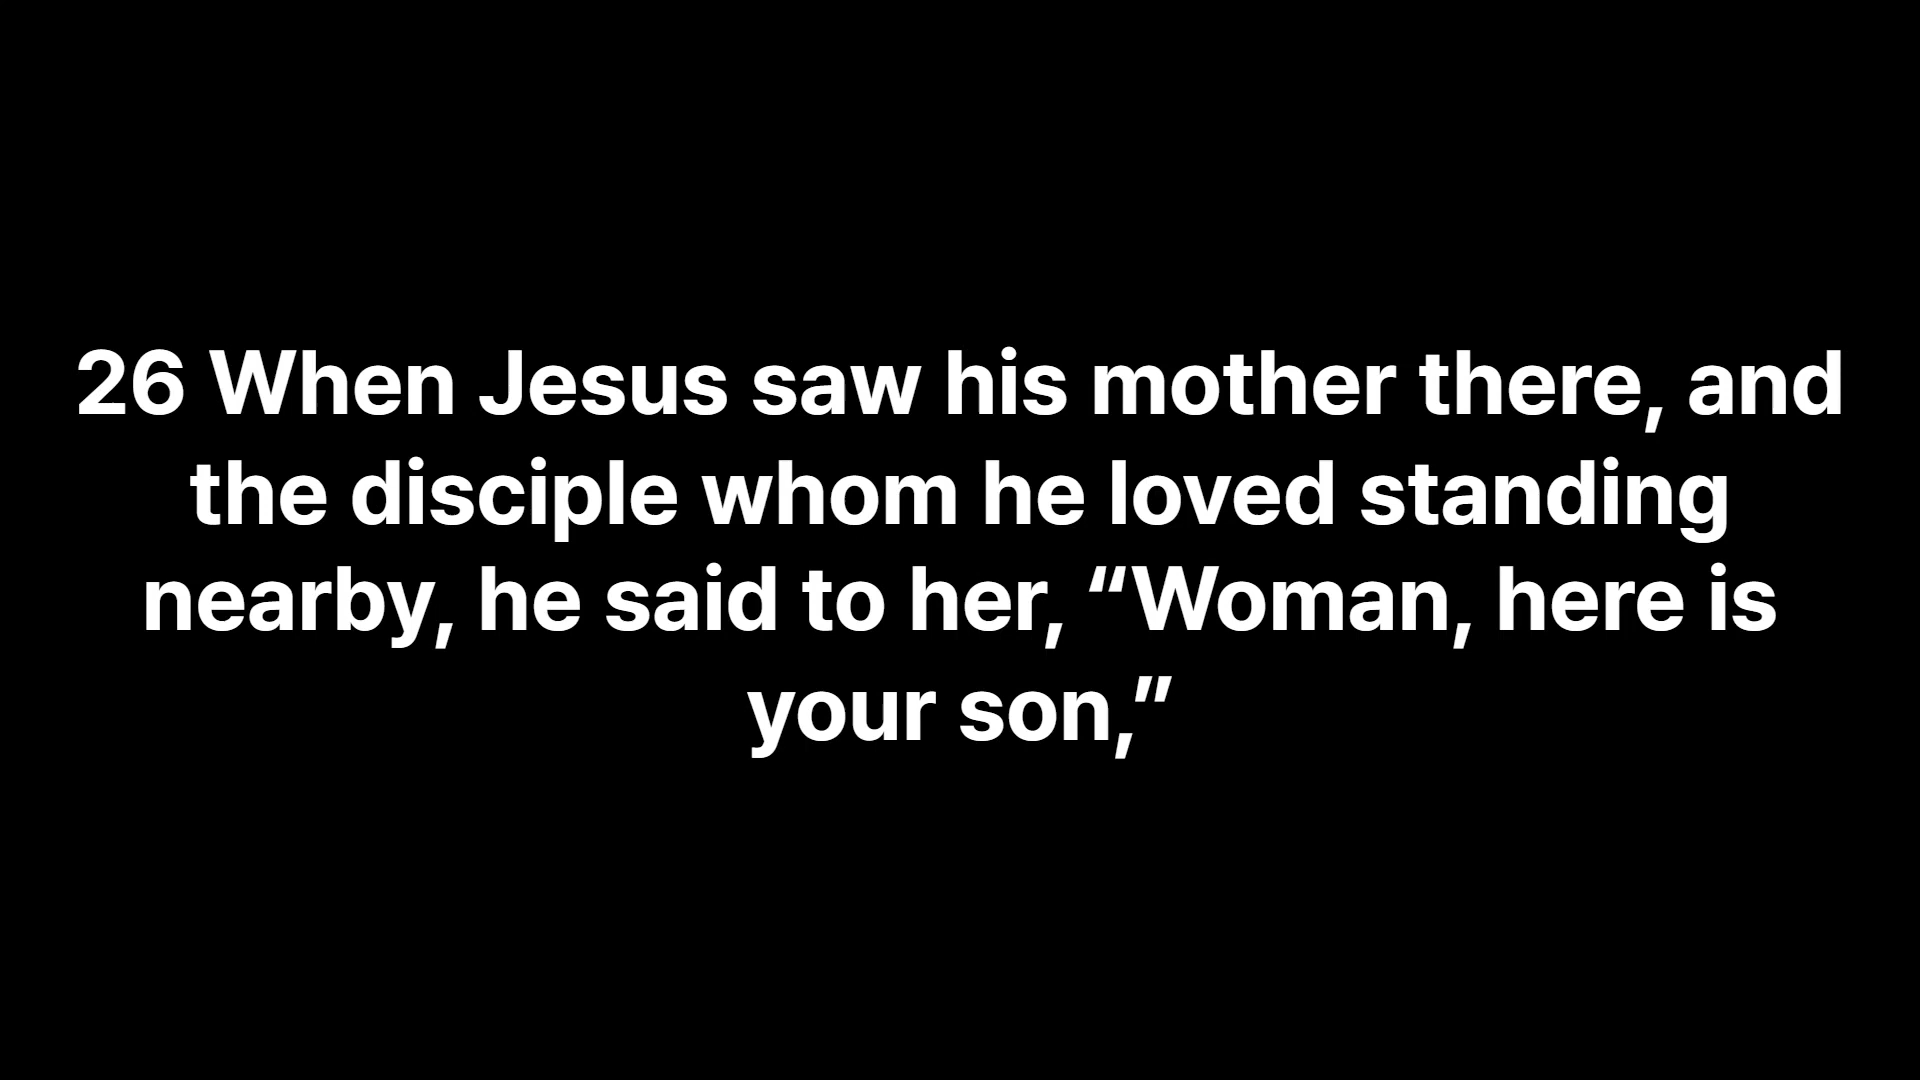 26 When Jesus saw his mother there, and
the disciple whom he loved standing
nearby, he said to her, “Woman, here is
your son,”